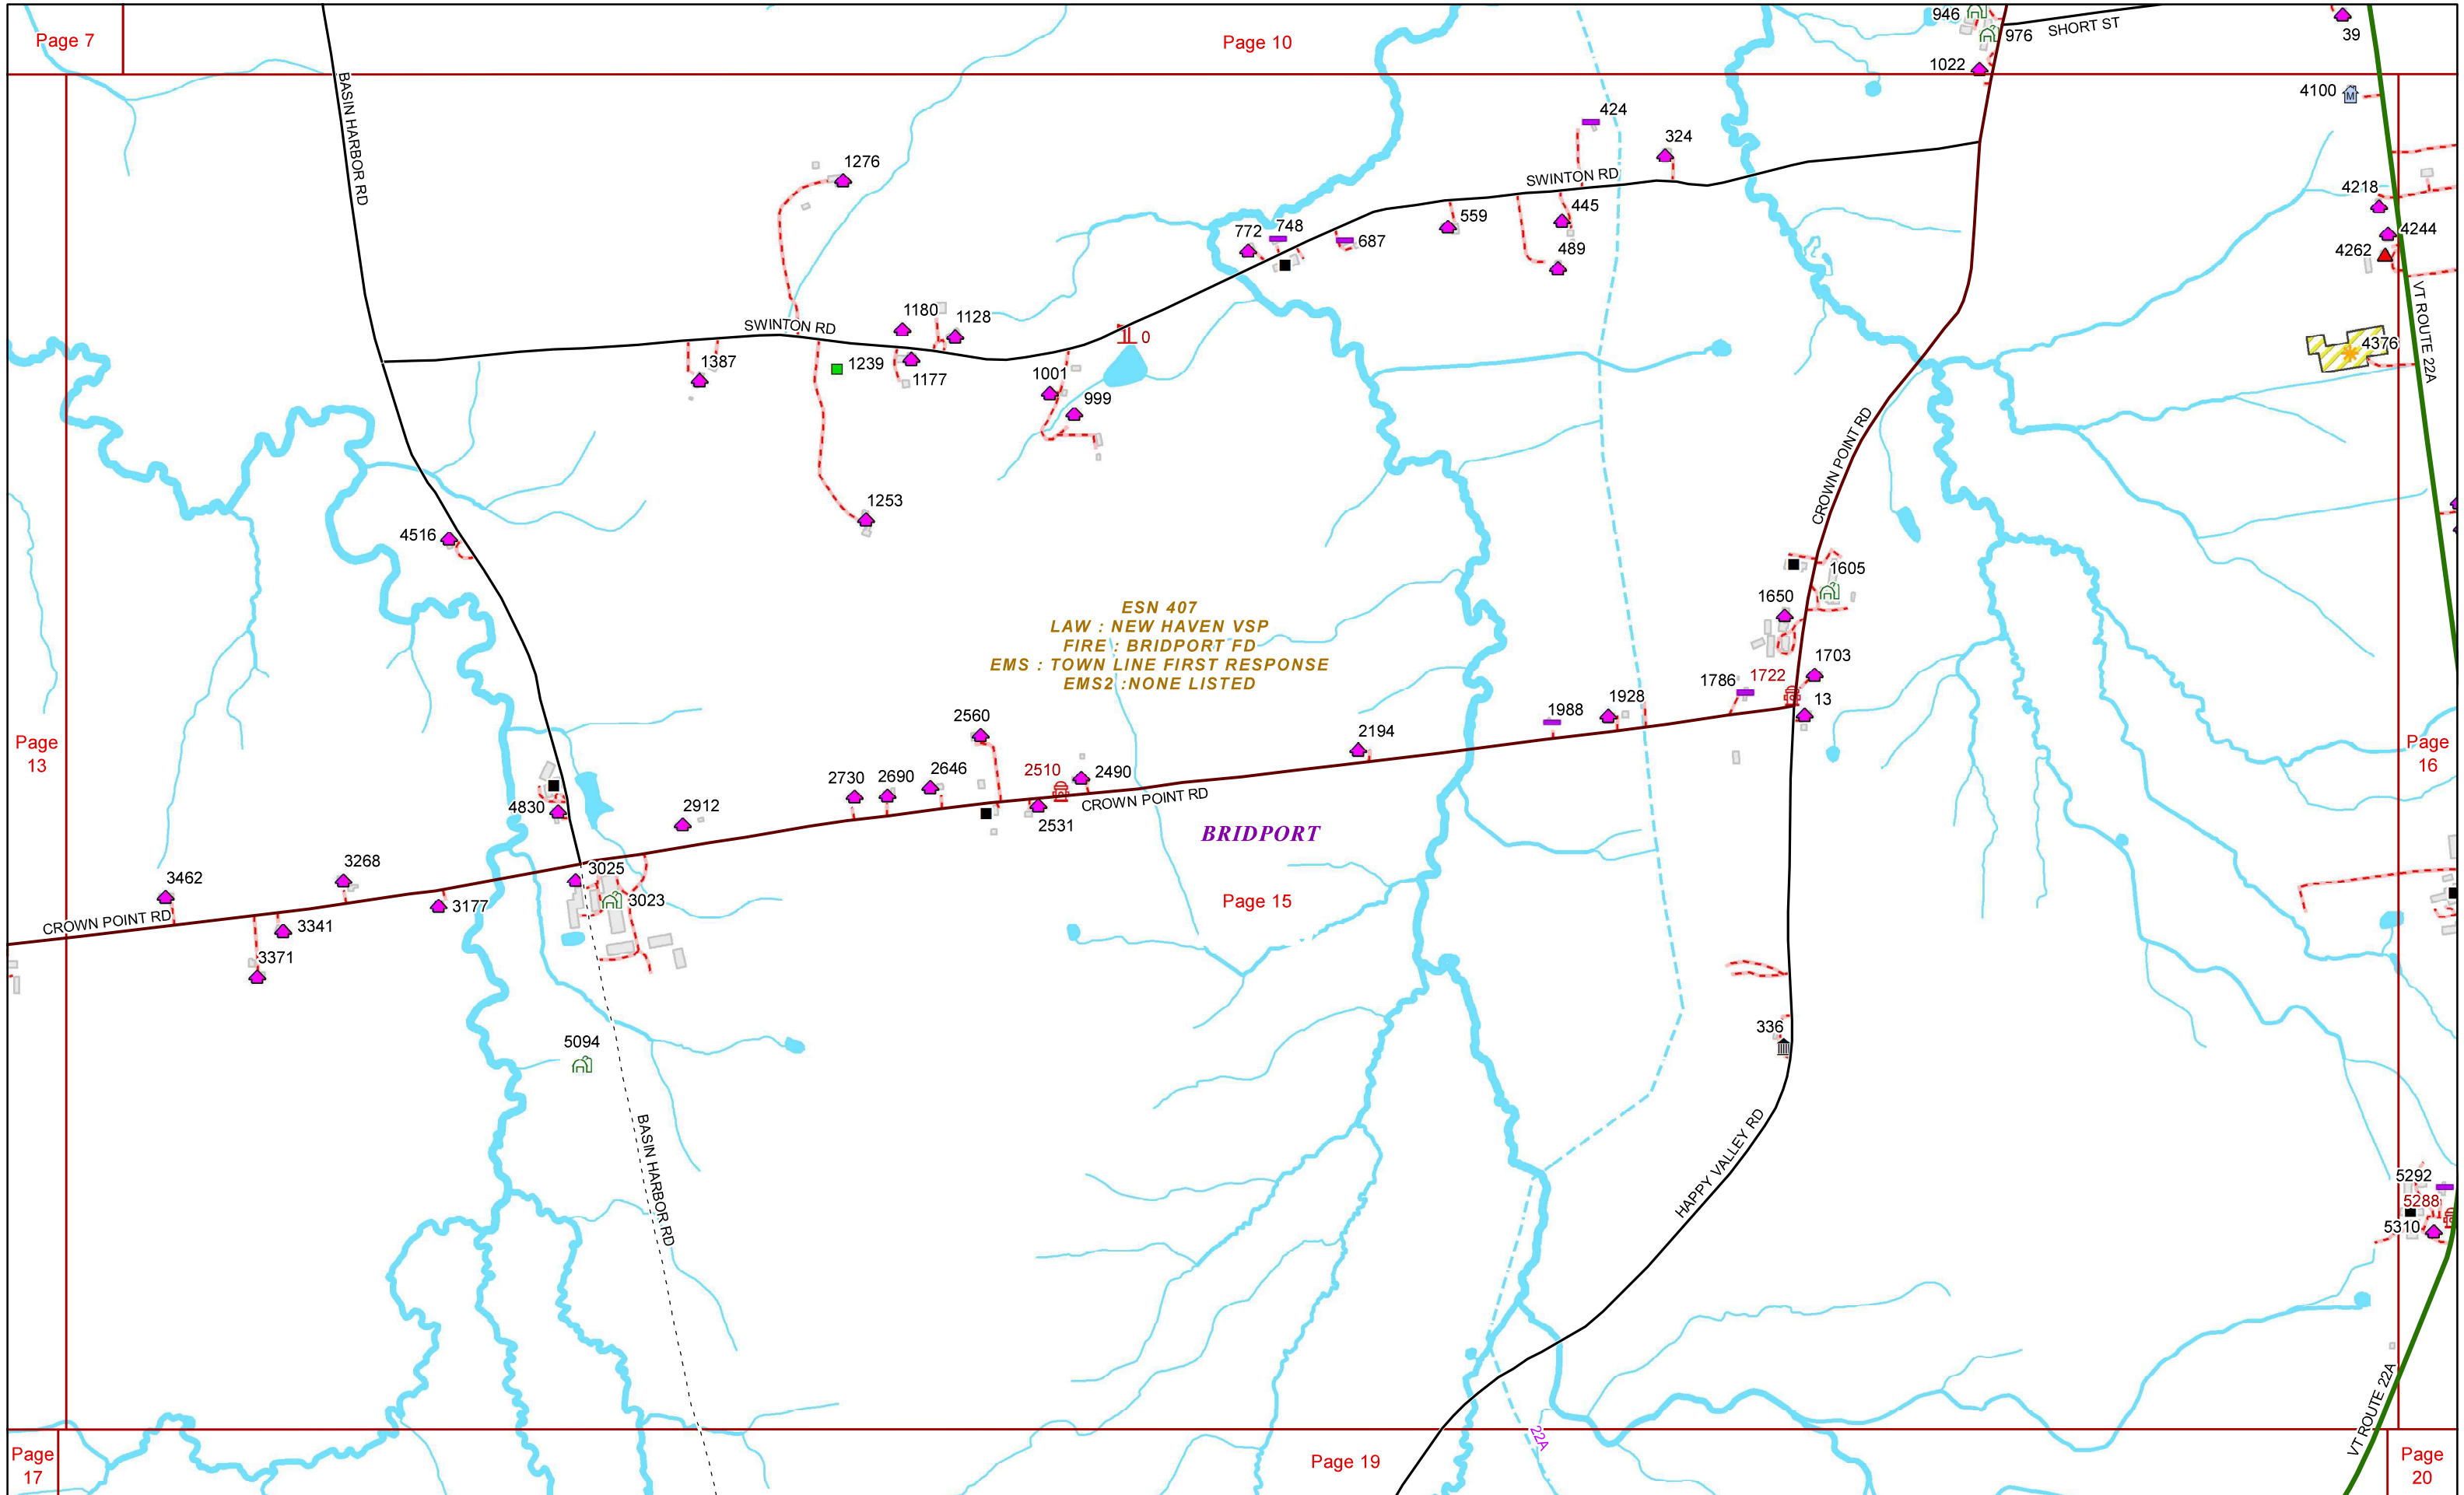 Page 7
Page 10
946
976
SHORT ST
39
1022
4100
BASIN HARBOR RD
424
324
1276
SWINTON RD
4218
445
559
748
772
687
4244
4262
489
VT ROUTE 22A
1180
1128
SWINTON RD
0
4376
1387
1239
1177
1001
999
CROWN POINT RD
1253
4516
1605
1650
ESN 407
LAW : NEW HAVEN VSP
FIRE : BRIDPORT FD
EMS : TOWN LINE FIRST RESPONSE
EMS2 :NONE LISTED
1703
1722
1786
13
1928
1988
2560
2194
Page
13
Page
16
2510
2490
2730
2690
2646
CROWN POINT RD
4830
2912
2531
BRIDPORT
3268
3025
3462
3023
Page 15
3177
CROWN POINT RD
3341
3371
336
5094
BASIN HARBOR RD
HAPPY VALLEY RD
5292
5288
5310
VT ROUTE 22A
22A
Page
17
Page 19
Page
20